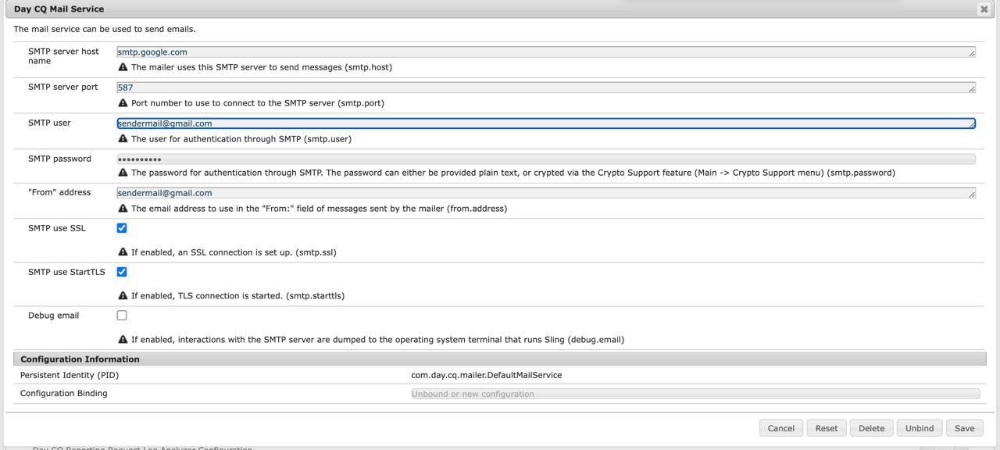 Day CQ Mail Service
The mail service can be used to send emails.
SMTP server host
name
smtp.google.com
The mailer uses this SMTP server to send messages (smtp.host)
SMTP server port
587
Port number to use to connect to the SMTP server (smtp.port)
SMTP user
sendermail@gmail.com
The user for authentication through SMTP (smtp.user)
SMTP password
••••••••••
The password for authentication through SMTP. The password can either be provided plain text, or crypted via the Crypto Support feature (Main -> Crypto Support menu) (smtp.password)
"From" address
sendermail@gmail.com
The email address to use in the "From:" field of messages sent by the mailer (from.address)
SMTP use SSL
If enabled, an SSL connection is set up. (smtp.ssl)
SMTP use StartTLS
If enabled, TLS connection is started. (smtp.starttls)
Debug email
If enabled, interactions with the SMTP server are dumped to the operating system terminal that runs Sling (debug.email)
Configuration Information
Persistent Identity (PID) com.day.cq.mailer.DefaultMailService
Configuration Binding Unbound or new configuration
Cancel Reset Delete Unbind Save
Day CQ Reporting Request Log Analyzer Configuration